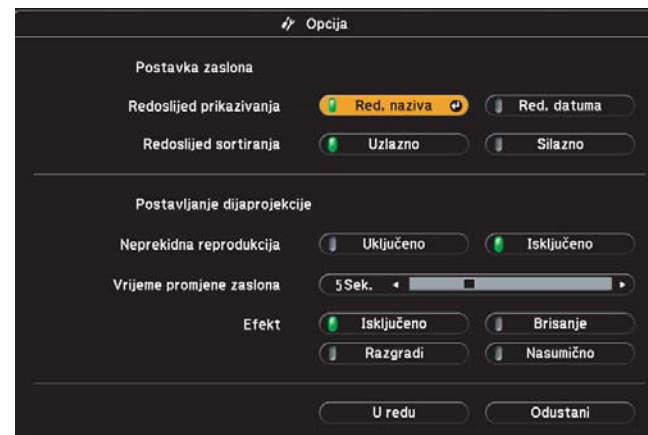 Opcija
Postavka zaslona
Redoslijed prikazivanja Red. naziva Red. datuma
Redoslijed sortiranja Uzlazno Silazno
Postavljanje dijaprojekcije
Neprekidna reprodukcija Uključeno Isključeno
Vrijeme promjene zaslona 5Sek.
Efekt Isključeno Brisanje
Razgradi Nasumično
U redu Odustani